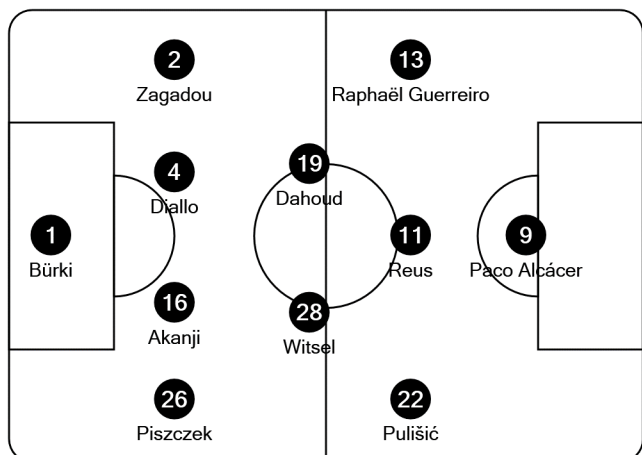 2
Zagadou
13
Raphaël Guerreiro
4
Diallo
19
Dahoud
1
Bürki
11
Reus
9
Paco Alcácer
16
Akanji
28
Witsel
26
Piszczek
22
Pulišić